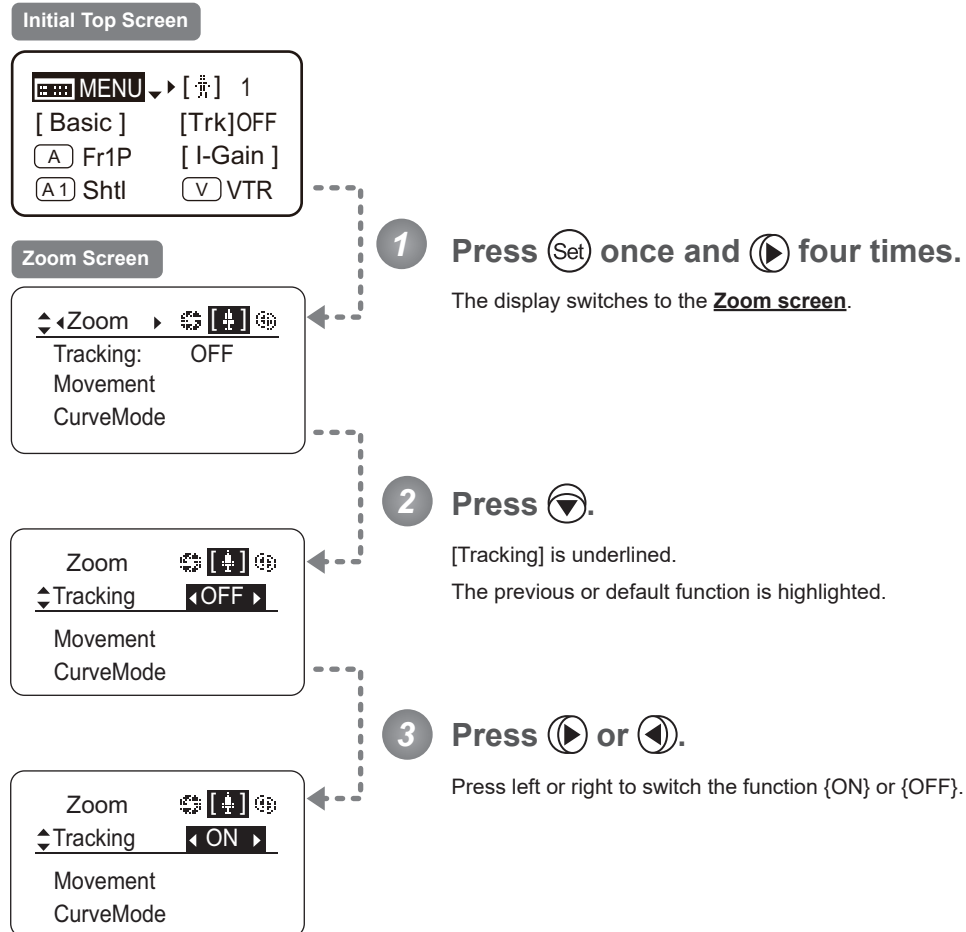 Initial Top Screen
MENU [ ] 1
[ Basic ] [Trk]OFF
A Fr1P [ I-Gain ]
A 1 Shtl V VTR
1 Press Set once and four times.
The display switches to the Zoom screen.
Zoom Screen
Zoom [ ]
Tracking: OFF
Movement
CurveMode
2 Press .
[Tracking] is underlined.
The previous or default function is highlighted.
Zoom [ ]
Tracking OFF
Movement
CurveMode
3 Press or .
Press left or right to switch the function {ON} or {OFF}.
Zoom [ ]
Tracking ON
Movement
CurveMode